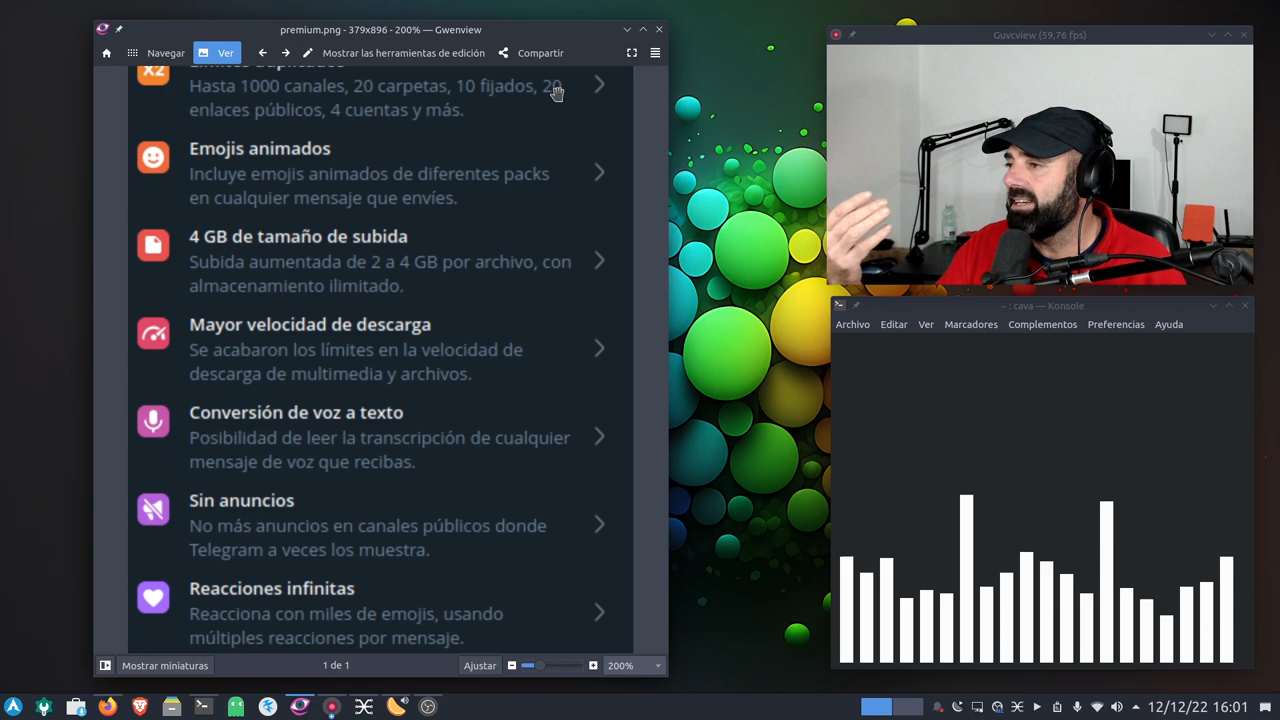 premium.png - 379x896 - 200% — Gwenview
Navegar
Ver
Mostrar las herramientas de edición
Compartir
X2
Límites duplicados
Hasta 1000 canales, 20 carpetas, 10 fijados, 20
enlaces públicos, 4 cuentas y más.
Emojis animados
Incluye emojis animados de diferentes packs
en cualquier mensaje que envíes.
4 GB de tamaño de subida
Subida aumentada de 2 a 4 GB por archivo, con
almacenamiento ilimitado.
Mayor velocidad de descarga
Se acabaron los límites en la velocidad de
descarga de multimedia y archivos.
Conversión de voz a texto
Posibilidad de leer la transcripción de cualquier
mensaje de voz que recibas.
Sin anuncios
No más anuncios en canales públicos donde
Telegram a veces los muestra.
Reacciones infinitas
Reacciona con miles de emojis, usando
múltiples reacciones por mensaje.
Mostrar miniaturas
1 de 1
Ajustar
200%
Guvcview (59,76 fps)
~ : cava — Konsole
Archivo Editar Ver Marcadores Complementos Preferencias Ayuda
12/12/22 16:01